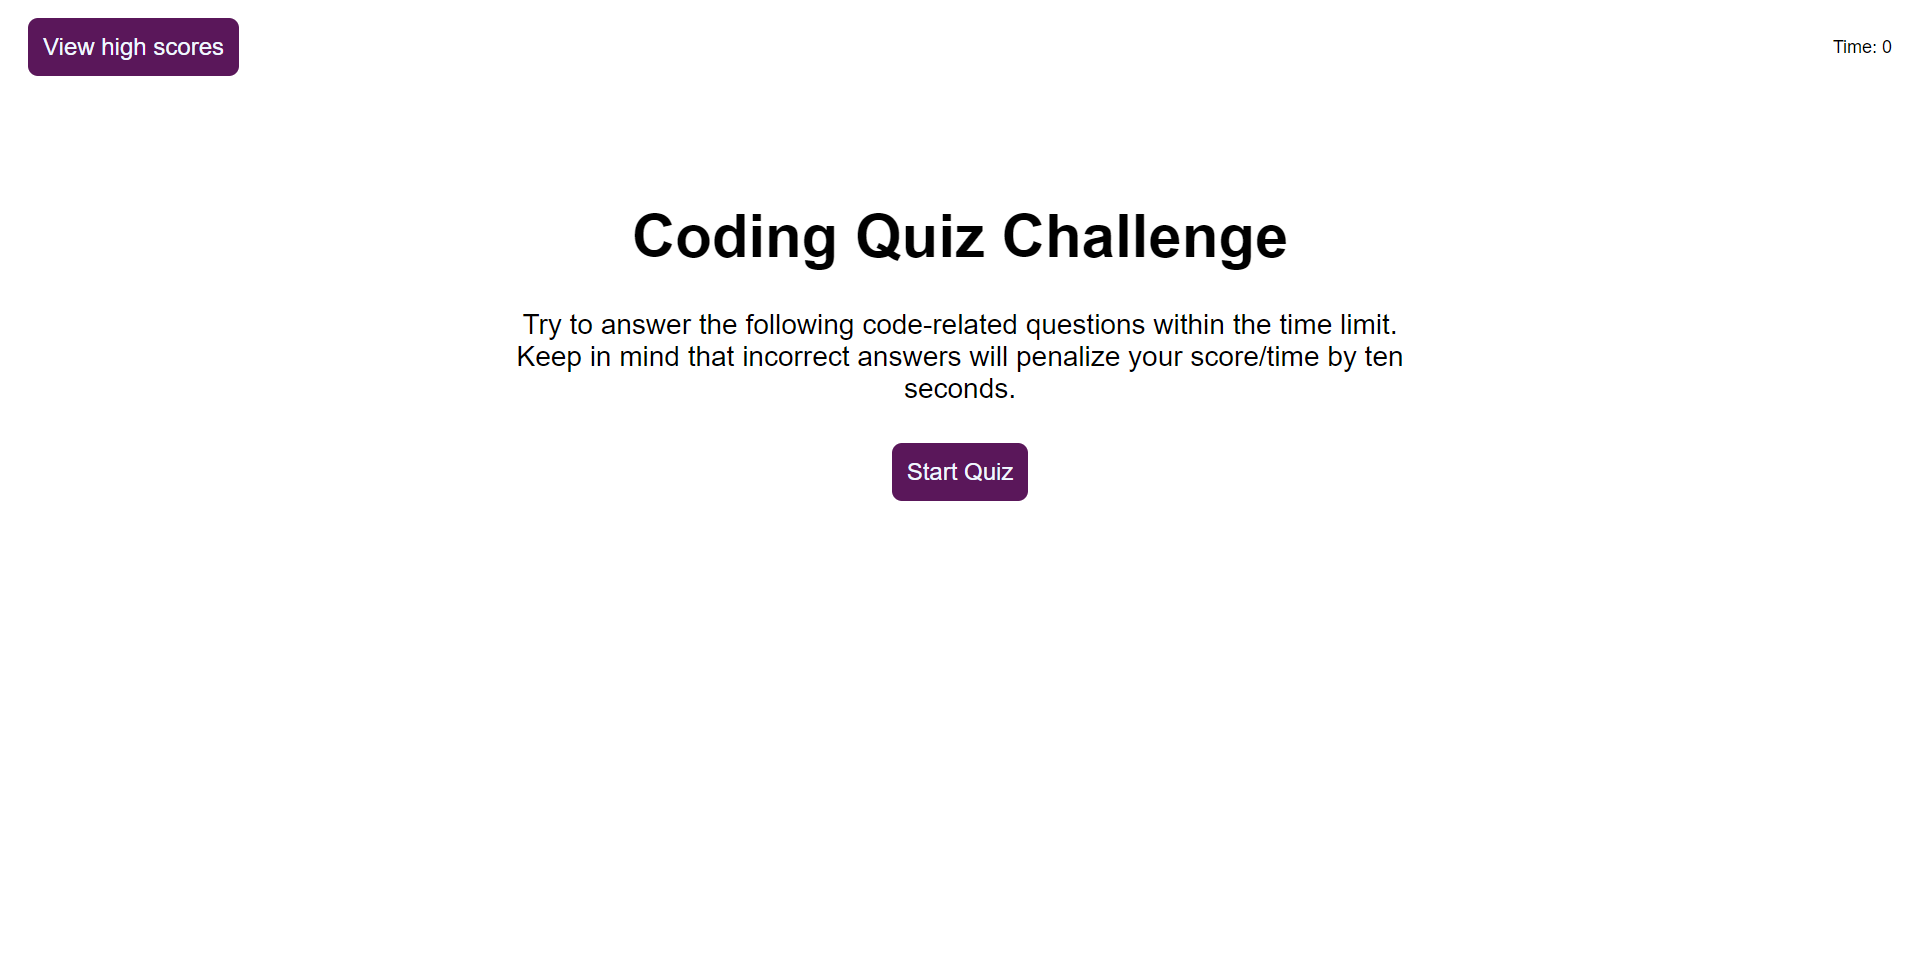 View high scores
Time: 0
Coding Quiz Challenge
Try to answer the following code-related questions within the time limit.
Keep in mind that incorrect answers will penalize your score/time by ten
seconds.
Start Quiz